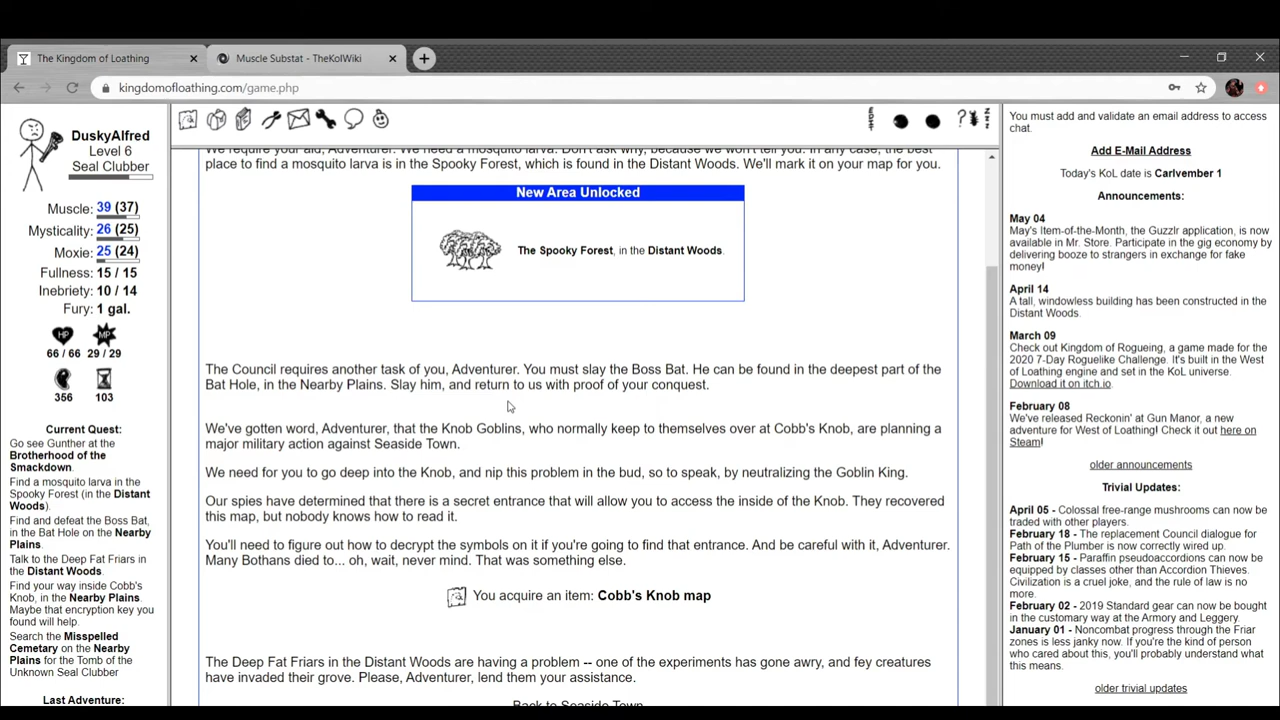 The Kingdom of Loathing
Muscle Substat - TheKolWiki
kingdomofloathing.com/game.php
DuskyAlfred
Level 6
Seal Clubber
Muscle: 39 (37)
Mysticality: 26 (25)
Moxie: 25 (24)
Fullness: 15 / 15
Inebriety: 10 / 14
Fury: 1 gal.
HP
MP
66 / 66 29 / 29
356 103
Current Quest:
Go see Gunther at the
Brotherhood of the
Smackdown.
Find a mosquito larva in the
Spooky Forest (in the Distant
Woods).
Find and defeat the Boss Bat,
in the Bat Hole on the Nearby
Plains.
Talk to the Deep Fat Friars in
the Distant Woods.
Find your way inside Cobb's
Knob, in the Nearby Plains.
Maybe that encryption key you
found will help.
Search the Misspelled
Cemetary on the Nearby
Plains for the Tomb of the
Unknown Seal Clubber
Last Adventure:
We require your aid, Adventurer. We need a mosquito larva. Don't ask why, because we won't tell you. In any case, the best
place to find a mosquito larva is in the Spooky Forest, which is found in the Distant Woods. We'll mark it on your map for you.
New Area Unlocked
The Spooky Forest, in the Distant Woods.
The Council requires another task of you, Adventurer. You must slay the Boss Bat. He can be found in the deepest part of the
Bat Hole, in the Nearby Plains. Slay him, and return to us with proof of your conquest.
We've gotten word, Adventurer, that the Knob Goblins, who normally keep to themselves over at Cobb's Knob, are planning a
major military action against Seaside Town.
We need for you to go deep into the Knob, and nip this problem in the bud, so to speak, by neutralizing the Goblin King.
Our spies have determined that there is a secret entrance that will allow you to access the inside of the Knob. They recovered
this map, but nobody knows how to read it.
You'll need to figure out how to decrypt the symbols on it if you're going to find that entrance. And be careful with it, Adventurer.
Many Bothans died to... oh, wait, never mind. That was something else.
You acquire an item: Cobb's Knob map
The Deep Fat Friars in the Distant Woods are having a problem -- one of the experiments has gone awry, and fey creatures
have invaded their grove. Please, Adventurer, lend them your assistance.
Back to Seaside Town
You must add and validate an email address to access
chat.
Add E-Mail Address
Today's KoL date is Carlvember 1
Announcements:
May 04
May's Item-of-the-Month, the Guzzlr application, is now
available in Mr. Store. Participate in the gig economy by
delivering booze to strangers in exchange for fake
money!
April 14
A tall, windowless building has been constructed in the
Distant Woods.
March 09
Check out Kingdom of Rogueing, a game made for the
2020 7-Day Roguelike Challenge. It's built in the West
of Loathing engine and set in the KoL universe.
Download it on itch.io.
February 08
We've released Reckonin' at Gun Manor, a new
adventure for West of Loathing! Check it out here on
Steam!
older announcements
Trivial Updates:
April 05 - Colossal free-range mushrooms can now be
traded with other players.
February 18 - The replacement Council dialogue for
Path of the Plumber is now correctly wired up.
February 15 - Paraffin pseudoaccordions can now be
equipped by classes other than Accordion Thieves.
Civilization is a cruel joke, and the rule of law is no
more.
February 02 - 2019 Standard gear can now be bought
in the customary way at the Armory and Leggery.
January 01 - Noncombat progress through the Friar
zones is less janky now. If you're the kind of person
who cared about this, you'll probably understand what
this means.
older trivial updates